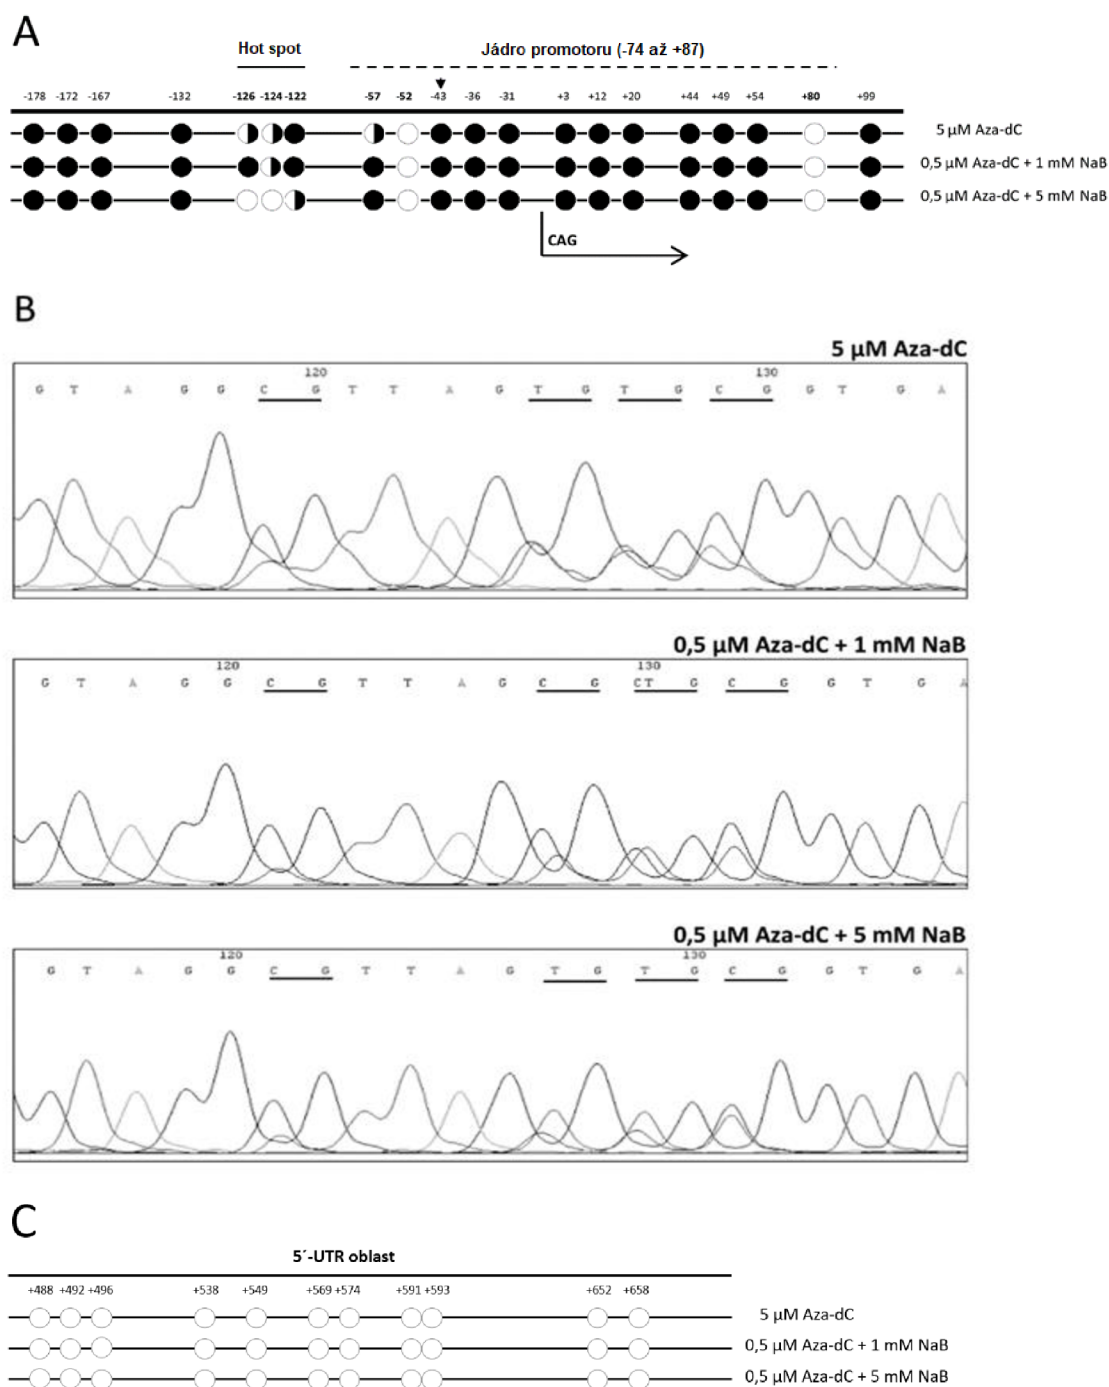 A
Hot spot
Jádro promotoru (-74 až +87)
-178 -172 -167 -132 -126 -124 -122 -57 -52 -43 -36 -31 +3 +12 +20 +44 +49 +54 +80 +99
5 µM Aza-dC
0,5 µM Aza-dC + 1 mM NaB
0,5 µM Aza-dC + 5 mM NaB
CAG
B
5 µM Aza-dC
120 130
G T A G G C G T T A G T G T G C G G T G A
0,5 µM Aza-dC + 1 mM NaB
120 130
G T A G G C G T T A G C G CT G C G G T G A
0,5 µM Aza-dC + 5 mM NaB
120 130
G T A G G C G T T A G T G T G C G G T G A
C
5´-UTR oblast
+488 +492 +496 +538 +549 +569 +574 +591 +593 +652 +658
5 µM Aza-dC
0,5 µM Aza-dC + 1 mM NaB
0,5 µM Aza-dC + 5 mM NaB